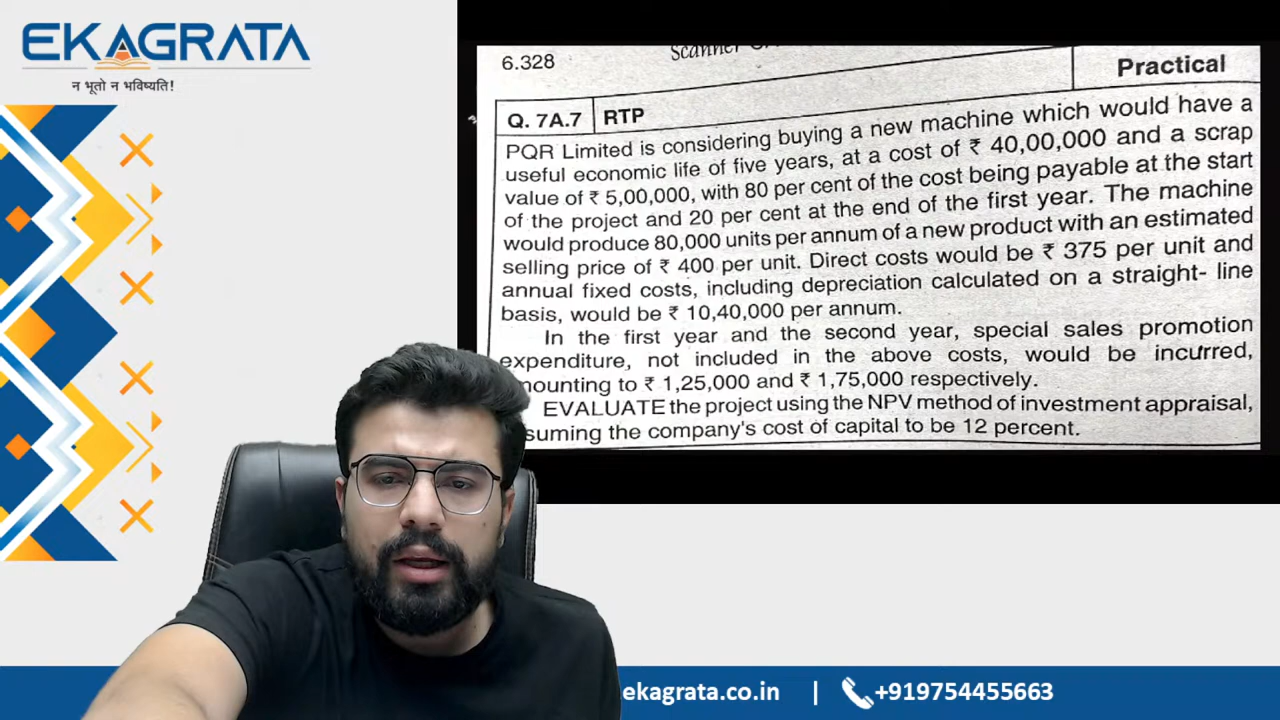 EKAGRATA
न भूतो न भविष्यति!
6.328
Scanner
Practical
Q. 7A.7
RTP
PQR Limited is considering buying a new machine which would have a
useful economic life of five years, at a cost of ₹ 40,00,000 and a scrap
value of ₹ 5,00,000, with 80 per cent of the cost being payable at the start
of the project and 20 per cent at the end of the first year. The machine
would produce 80,000 units per annum of a new product with an estimated
selling price of ₹ 400 per unit. Direct costs would be ₹ 375 per unit and
annual fixed costs, including depreciation calculated on a straight- line
basis, would be ₹ 10,40,000 per annum.
In the first year and the second year, special sales promotion
expenditure, not included in the above costs, would be incurred,
mounting to ₹ 1,25,000 and ₹ 1,75,000 respectively.
EVALUATE the project using the NPV method of investment appraisal,
suming the company's cost of capital to be 12 percent.
ekagrata.co.in | +919754455663